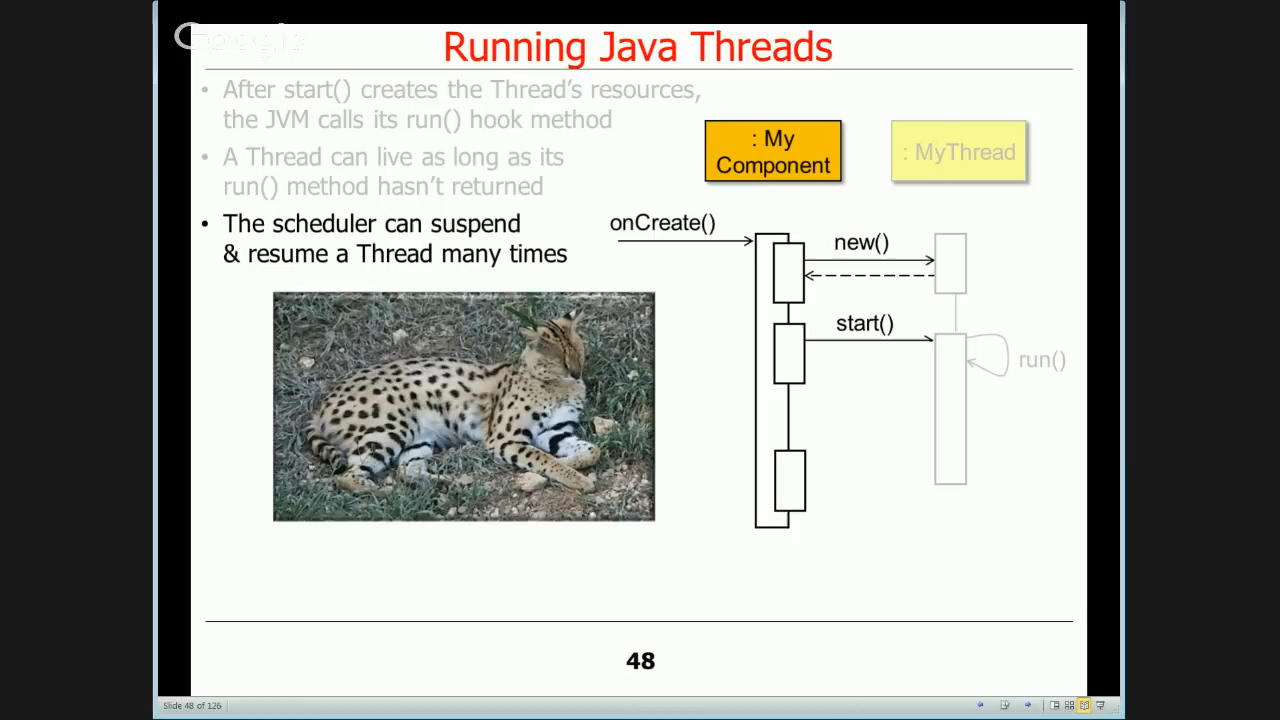 Google
Running Java Threads
• After start() creates the Thread's resources,
the JVM calls its run() hook method
• A Thread can live as long as its
run() method hasn't returned
• The scheduler can suspend
& resume a Thread many times
: My
Component
: MyThread
onCreate()
new()
start()
run()
48
Slide 48 of 126